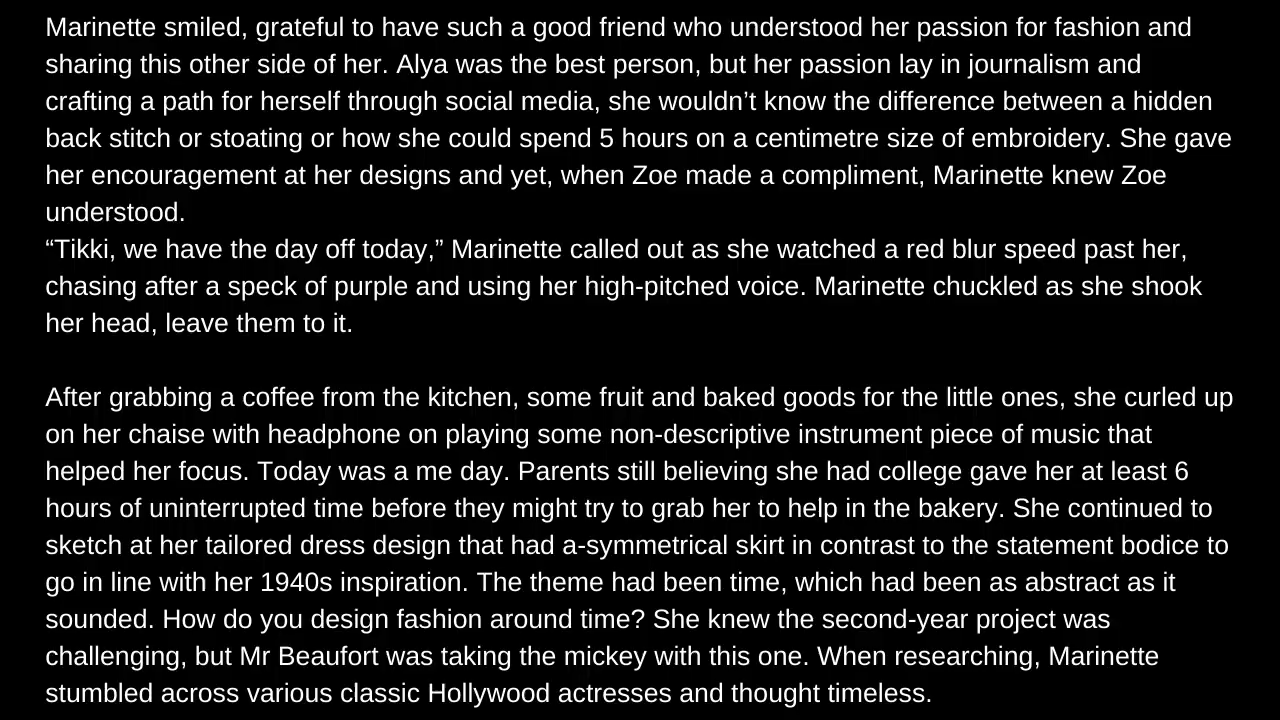 Marinette smiled, grateful to have such a good friend who understood her passion for fashion and
sharing this other side of her. Alya was the best person, but her passion lay in journalism and
crafting a path for herself through social media, she wouldn’t know the difference between a hidden
back stitch or stoating or how she could spend 5 hours on a centimetre size of embroidery. She gave
her encouragement at her designs and yet, when Zoe made a compliment, Marinette knew Zoe
understood.
“Tikki, we have the day off today,” Marinette called out as she watched a red blur speed past her,
chasing after a speck of purple and using her high-pitched voice. Marinette chuckled as she shook
her head, leave them to it.
After grabbing a coffee from the kitchen, some fruit and baked goods for the little ones, she curled up
on her chaise with headphone on playing some non-descriptive instrument piece of music that
helped her focus. Today was a me day. Parents still believing she had college gave her at least 6
hours of uninterrupted time before they might try to grab her to help in the bakery. She continued to
sketch at her tailored dress design that had a-symmetrical skirt in contrast to the statement bodice to
go in line with her 1940s inspiration. The theme had been time, which had been as abstract as it
sounded. How do you design fashion around time? She knew the second-year project was
challenging, but Mr Beaufort was taking the mickey with this one. When researching, Marinette
stumbled across various classic Hollywood actresses and thought timeless.